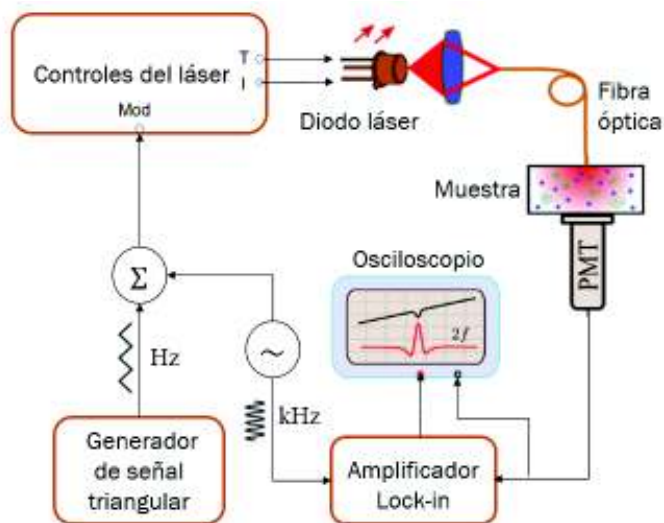 Controles del láser
T
I
Mod
Diodo láser
Fibra
óptica
Muestra
PMT
Osciloscopio
2f
Σ
Hz
~
kHz
Generador
de señal
triangular
Amplificador
Lock-in